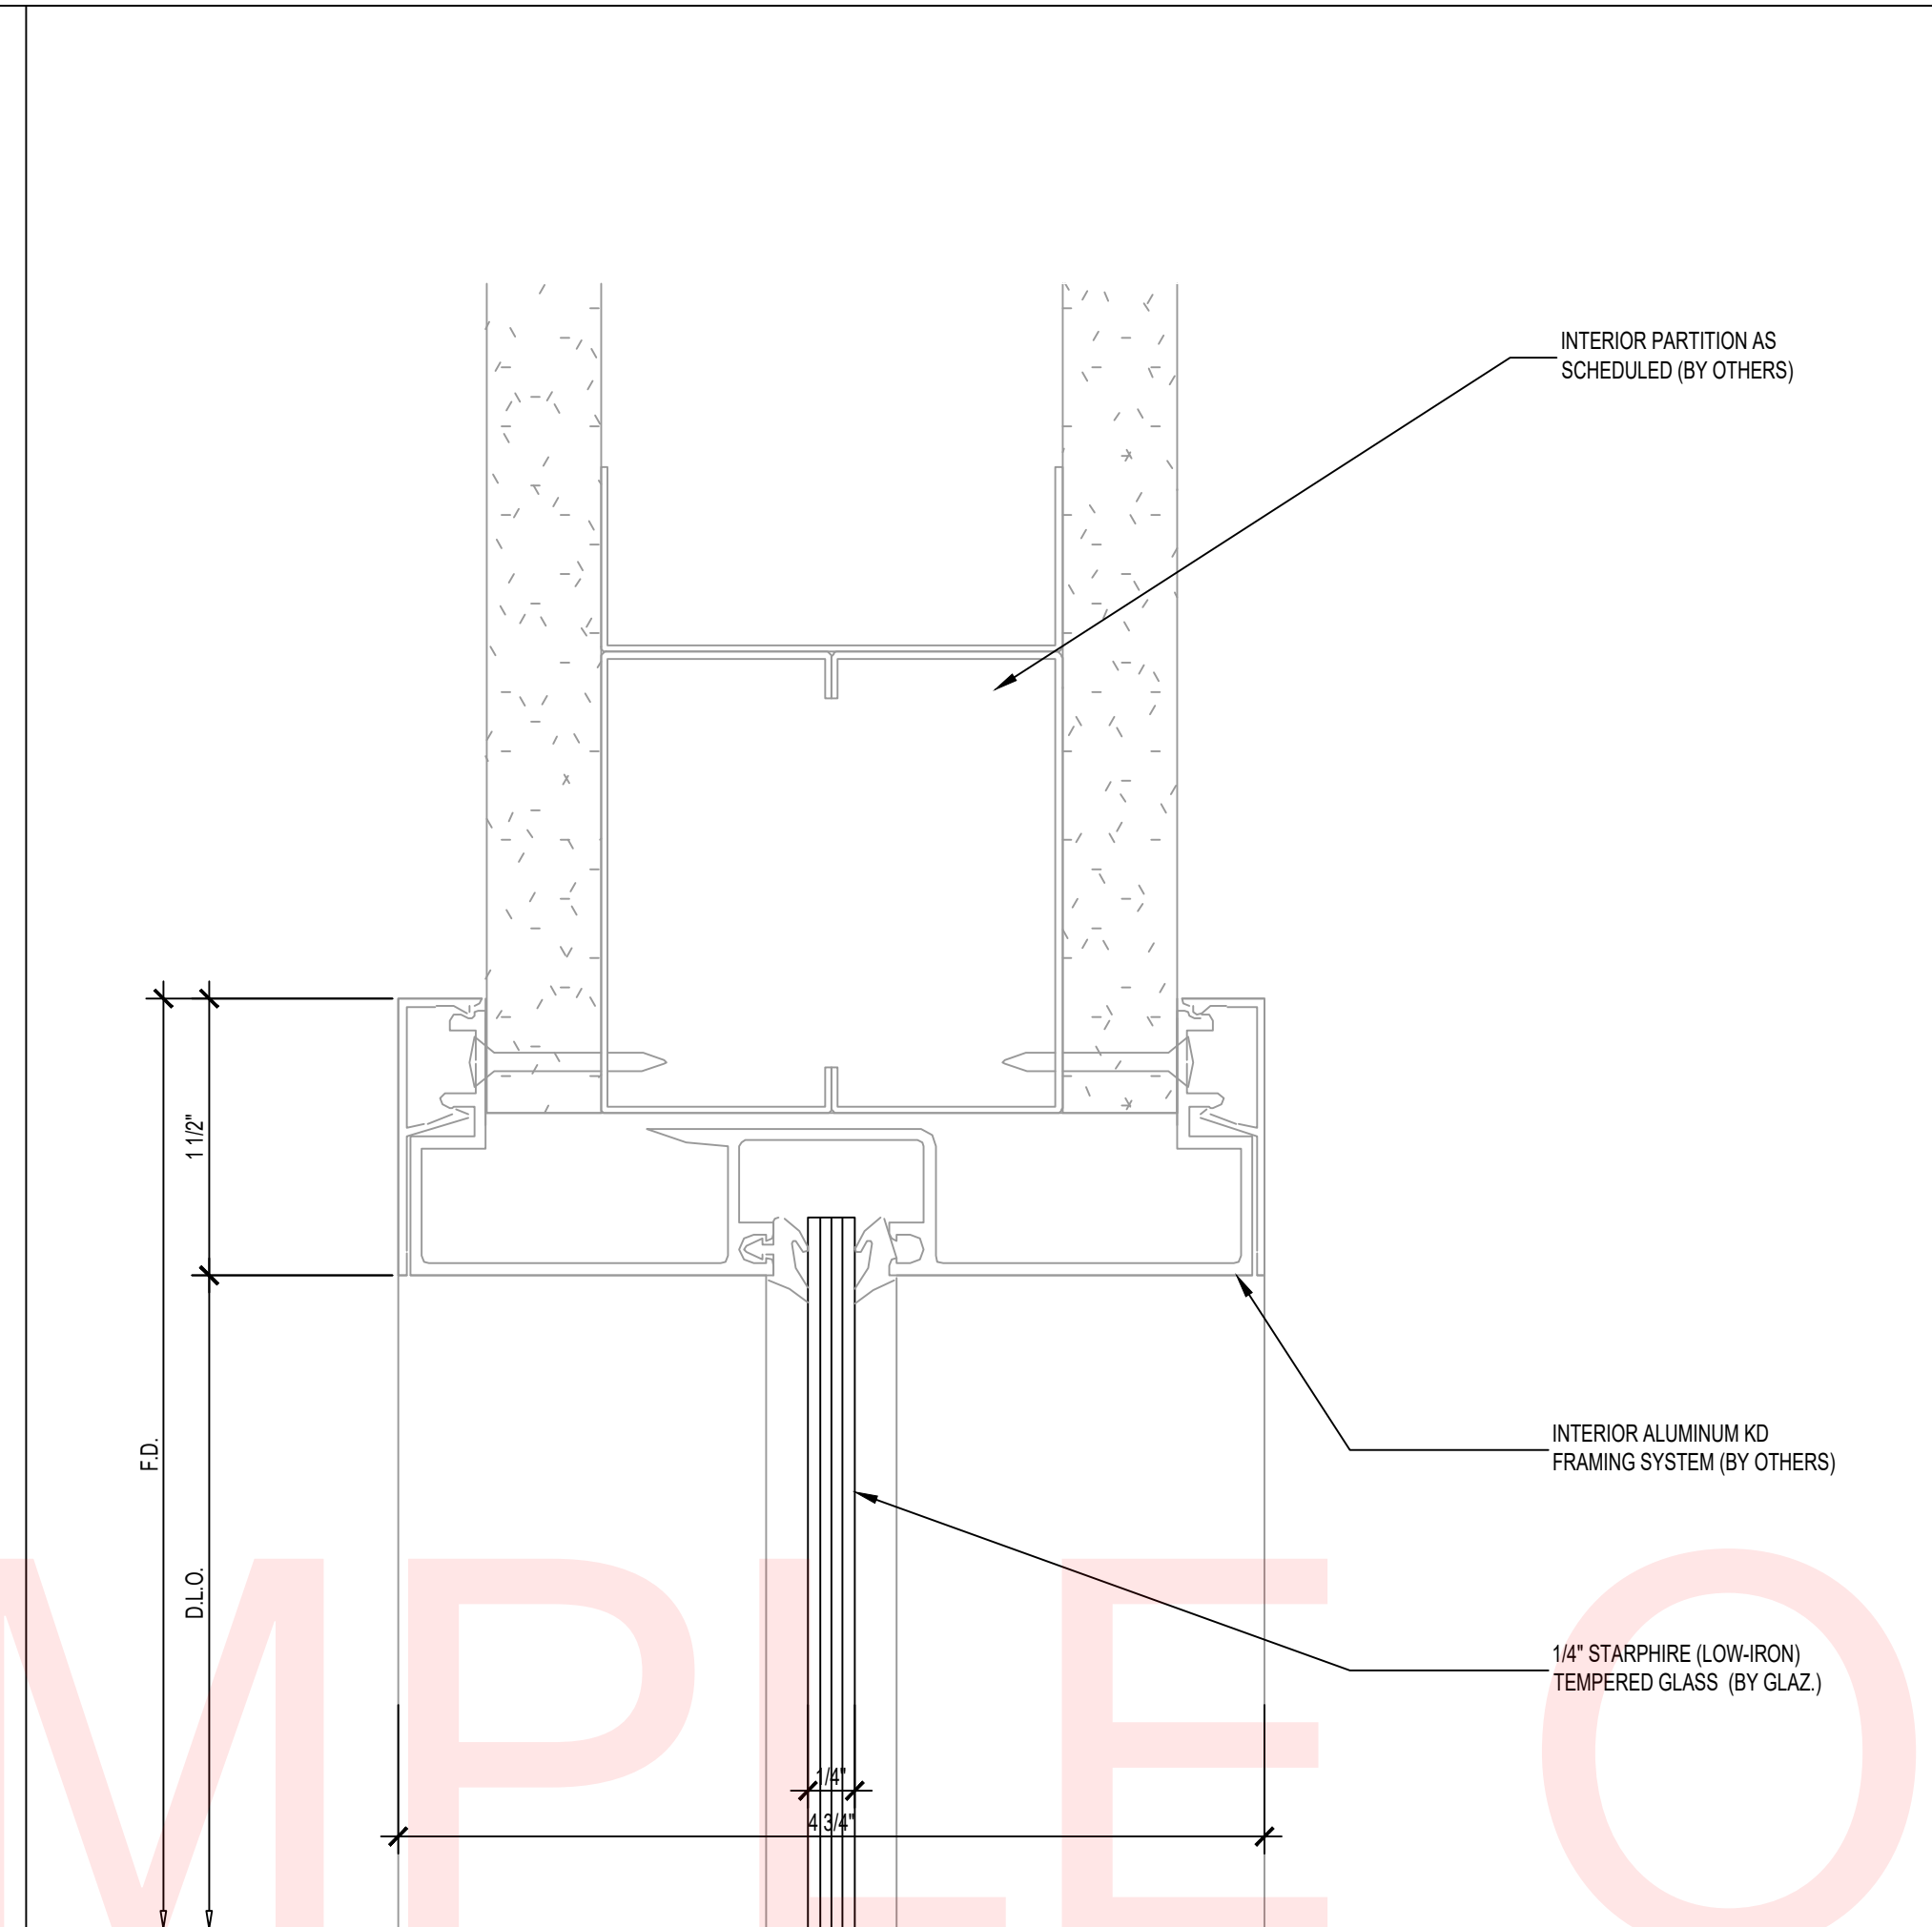 INTERIOR PARTITION AS
SCHEDULED (BY OTHERS)
1 1/2"
F.D.
D.L.O.
INTERIOR ALUMINUM KD
FRAMING SYSTEM (BY OTHERS)
1/4" STARPHIRE (LOW-IRON)
TEMPERED GLASS (BY GLAZ.)
1/4"
4 3/4"
MPLE O